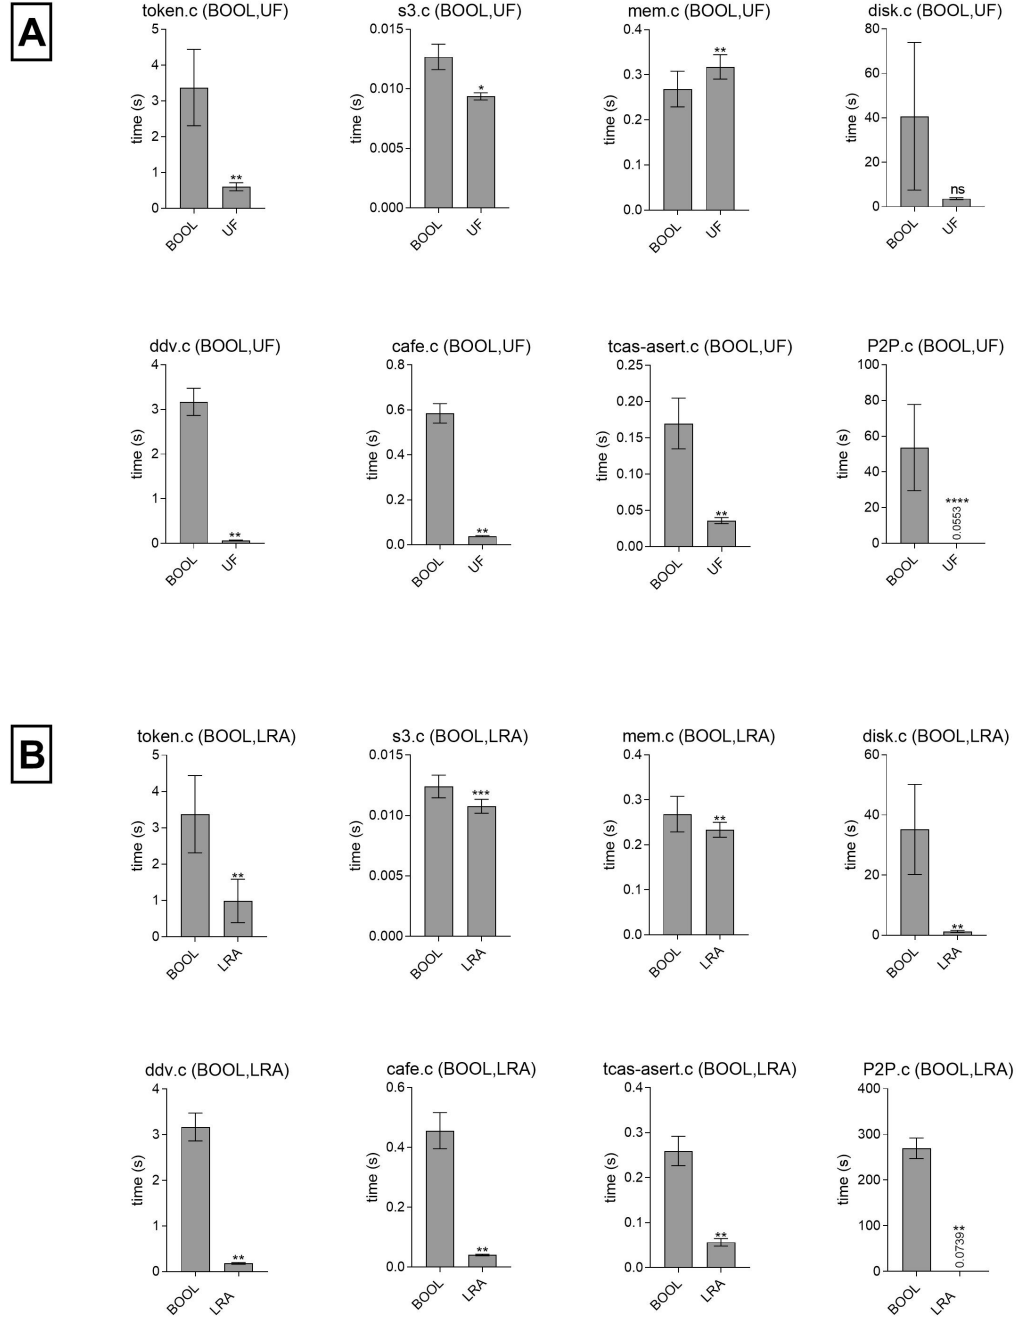 A
token.c (BOOL,UF)
time (s)
5
4
3
2
1
0
**
BOOL
UF
s3.c (BOOL,UF)
time (s)
0.015
0.010
0.005
0.000
*
BOOL
UF
mem.c (BOOL,UF)
time (s)
0.4
0.3
0.2
0.1
0.0
**
BOOL
UF
disk.c (BOOL,UF)
time (s)
80
60
40
20
0
ns
BOOL
UF
ddv.c (BOOL,UF)
time (s)
4
3
2
1
0
**
BOOL
UF
cafe.c (BOOL,UF)
time (s)
0.8
0.6
0.4
0.2
0.0
**
BOOL
UF
tcas-asert.c (BOOL,UF)
time (s)
0.25
0.20
0.15
0.10
0.05
0.00
**
BOOL
UF
P2P.c (BOOL,UF)
time (s)
100
80
60
40
20
0
****
0.0553
BOOL
UF
B
token.c (BOOL,LRA)
time (s)
5
4
3
2
1
0
**
BOOL
LRA
s3.c (BOOL,LRA)
time (s)
0.015
0.010
0.005
0.000
***
BOOL
LRA
mem.c (BOOL,LRA)
time (s)
0.4
0.3
0.2
0.1
0.0
**
BOOL
LRA
disk.c (BOOL,LRA)
time (s)
60
40
20
0
**
BOOL
LRA
ddv.c (BOOL,LRA)
time (s)
4
3
2
1
0
**
BOOL
LRA
cafe.c (BOOL,LRA)
time (s)
0.6
0.4
0.2
0.0
**
BOOL
LRA
tcas-asert.c (BOOL,LRA)
time (s)
0.4
0.3
0.2
0.1
0.0
**
BOOL
LRA
P2P.c (BOOL,LRA)
time (s)
400
300
200
100
0
**
0.0739
BOOL
LRA